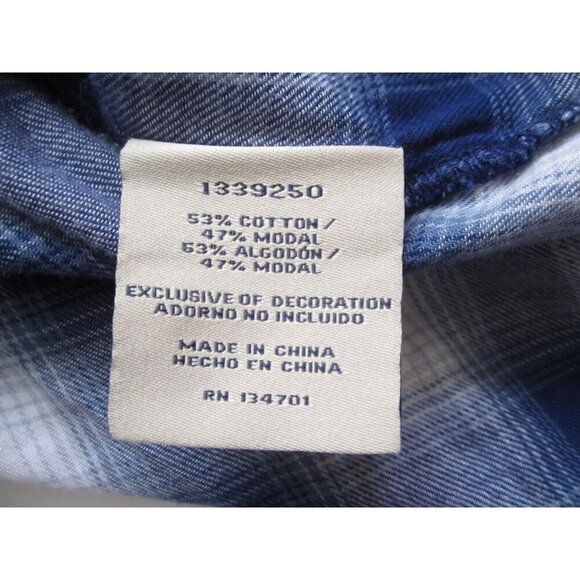 1339250
53% COTTON/
47% MODAL
53% ALGODÓN/
47% MODAL
EXCLUSIVE OF DECORATION
ADORNO NO INCLUIDO
MADE IN CHINA
HECHO EN CHINA
RN 134701